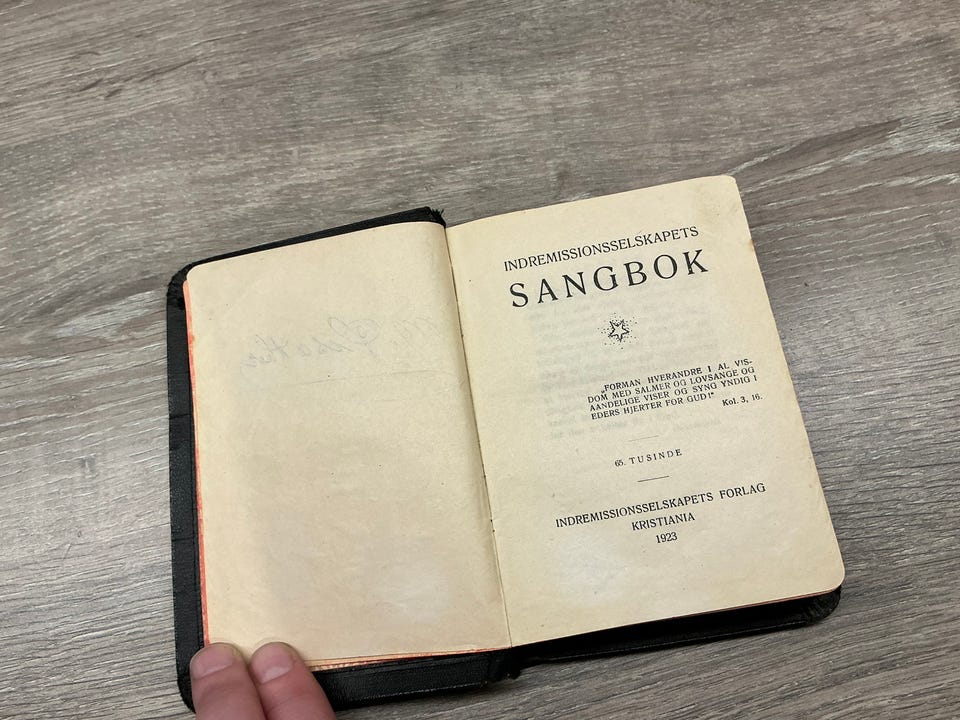 INDREMISSIONSSELSKAPETS
SANGBOK
„FORMAN HVERANDRE I AL VIS-
DOM MED SALMER OG LOVSANGE OG
AANDELIGE VISER OG SYNG YNDIG I
EDERS HJERTER FOR GUD!"
Kol. 3, 16.
65. TUSINDE
INDREMISSIONSSELSKAPETS FORLAG
KRISTIANIA
1923